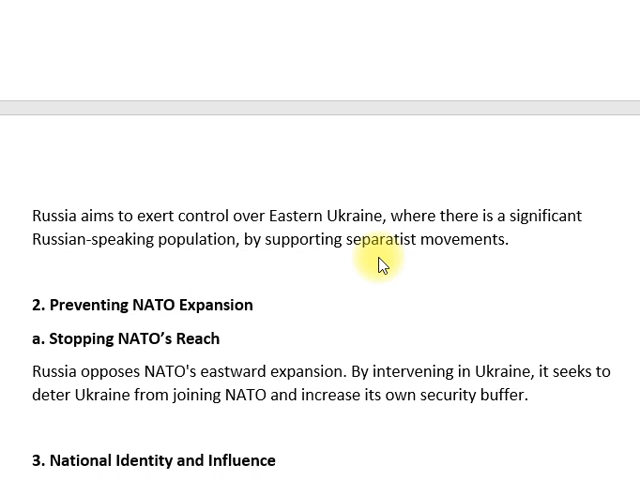 Russia aims to exert control over Eastern Ukraine, where there is a significant
Russian-speaking population, by supporting separatist movements.
2. Preventing NATO Expansion
a. Stopping NATO’s Reach
Russia opposes NATO's eastward expansion. By intervening in Ukraine, it seeks to
deter Ukraine from joining NATO and increase its own security buffer.
3. National Identity and Influence